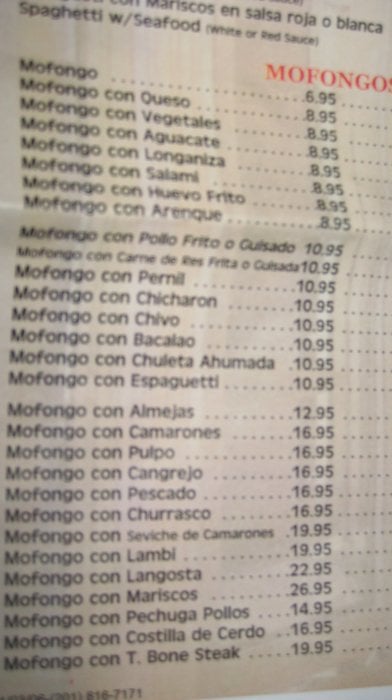 con Mariscos en salsa roja o blanca
Spaghetti w/Seafood (White or Red Sauce)
MOFONGOS
Mofongo ..............6.95
Mofongo con Queso ..............8.95
Mofongo con Vegetales ..........8.95
Mofongo con Aguacate ...........8.95
Mofongo con Longaniza ..........8.95
Mofongo con Salami .............8.95
Mofongo con Huevo Frito ........8.95
Mofongo con Arenque ............8.95
Mofongo con Pollo Frito o Guisado 10.95
Mofongo con Carne de Res Frita o Guisada 10.95
Mofongo con Pernil .............10.95
Mofongo con Chicharon ..........10.95
Mofongo con Chivo ..............10.95
Mofongo con Bacalao ............10.95
Mofongo con Chuleta Ahumada .10.95
Mofongo con Espaguetti .........10.95
Mofongo con Almejas ............12.95
Mofongo con Camarones .......16.95
Mofongo con Pulpo ..............16.95
Mofongo con Cangrejo ..........16.95
Mofongo con Pescado ...........16.95
Mofongo con Churrasco .........16.95
Mofongo con Seviche de Camarones .19.95
Mofongo con Lambi ..............19.95
Mofongo con Langosta ..........22.95
Mofongo con Mariscos ..........26.95
Mofongo con Pechuga Pollos ....14.95
Mofongo con Costilla de Cerdo ..16.95
Mofongo con T. Bone Steak .....19.95
(201) 816-7171